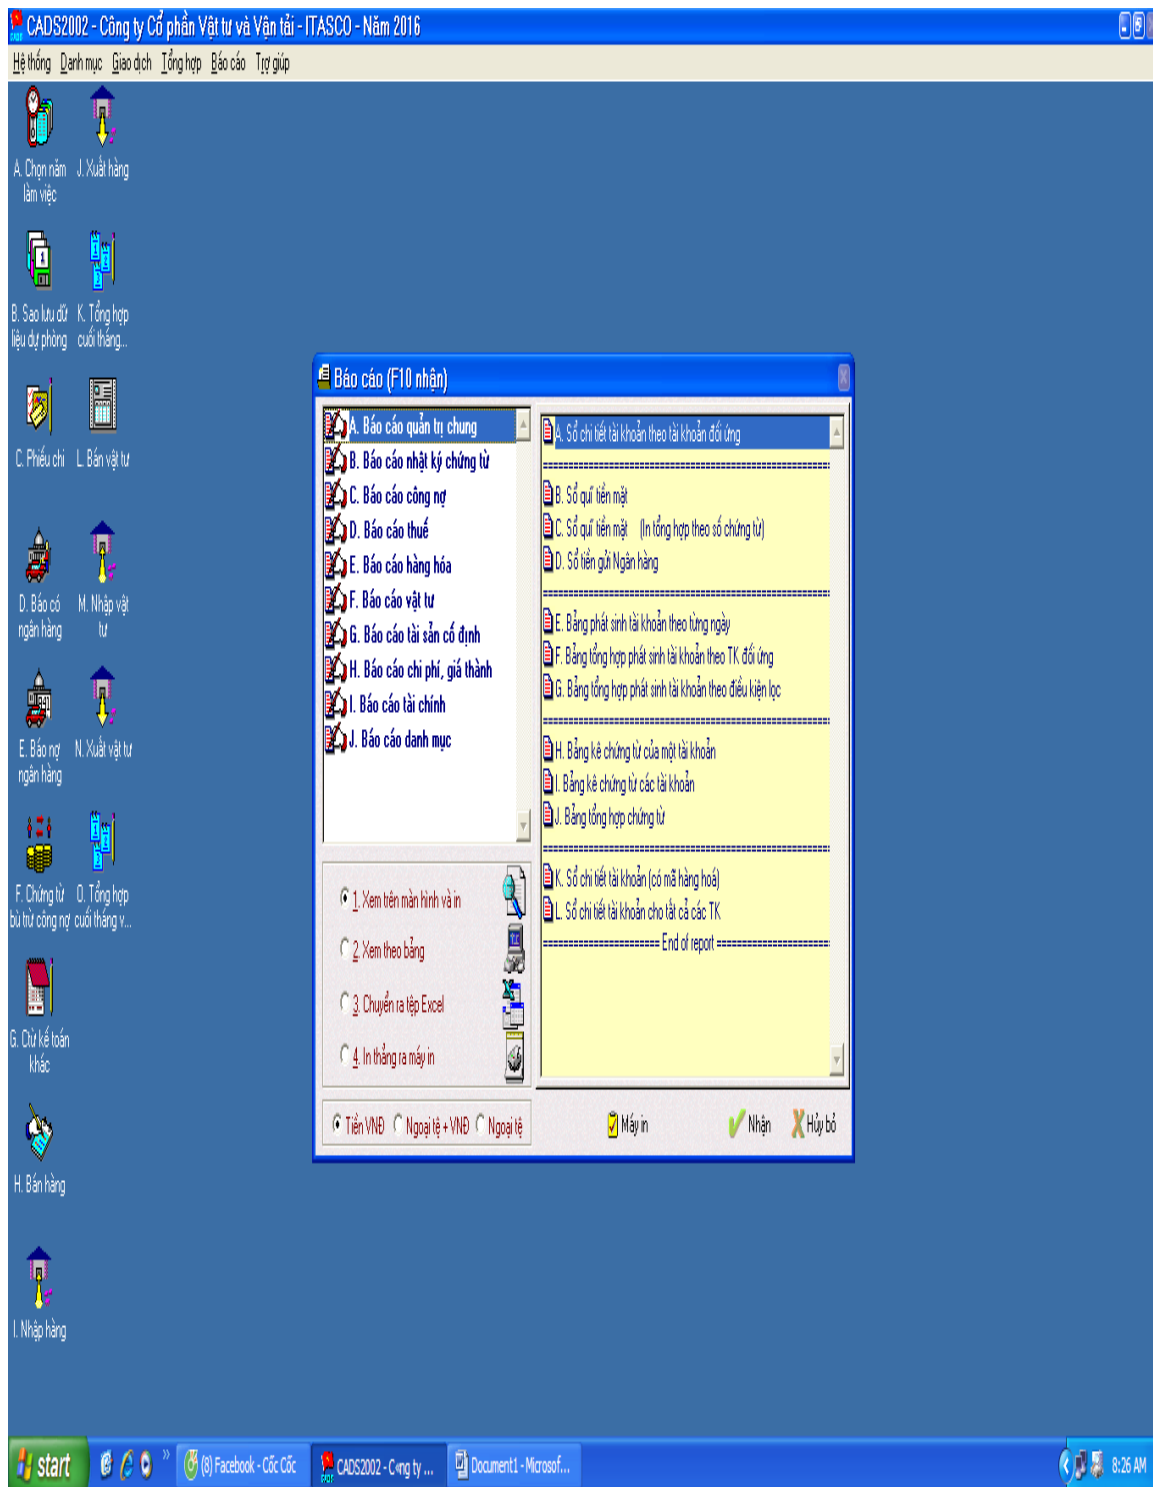 CADS2002 - Công ty Cổ phần Vật tư và Vận tải - ITASCO - Năm 2016
Hệ thống Danh mục Giao dịch Tổng hợp Báo cáo Trợ giúp
A. Chọn năm
làm việc
J. Xuất hàng
B. Sao lưu dữ
liệu dự phòng
K. Tổng hợp
cuối tháng...
C. Phiếu chi
L. Bán vật tư
D. Báo có
ngân hàng
M. Nhập vật
tư
E. Báo nợ
ngân hàng
N. Xuất vật tư
F. Chứng từ
bù trừ công nợ
O. Tổng hợp
cuối tháng v...
G. Ctừ kế toán
khác
H. Bán hàng
I. Nhập hàng
Báo cáo (F10 nhận)
A. Báo cáo quản trị chung
B. Báo cáo nhật ký chứng từ
C. Báo cáo công nợ
D. Báo cáo thuế
E. Báo cáo hàng hóa
F. Báo cáo vật tư
G. Báo cáo tài sản cố định
H. Báo cáo chi phí, giá thành
I. Báo cáo tài chính
J. Báo cáo danh mục
A. Sổ chi tiết tài khoản theo tài khoản đối ứng
B. Sổ quĩ tiền mặt
C. Sổ quĩ tiền mặt (In tổng hợp theo số chứng từ)
D. Sổ tiền gửi Ngân hàng
E. Bảng phát sinh tài khoản theo từng ngày
F. Bảng tổng hợp phát sinh tài khoản theo TK đối ứng
G. Bảng tổng hợp phát sinh tài khoản theo điều kiện lọc
H. Bảng kê chứng từ của một tài khoản
I. Bảng kê chứng từ các tài khoản
J. Bảng tổng hợp chứng từ
K. Sổ chi tiết tài khoản (có mã hàng hoá)
L. Sổ chi tiết tài khoản cho tất cả các TK
End of report
1. Xem trên màn hình và in
2. Xem theo bảng
3. Chuyển ra tệp Excel
4. In thẳng ra máy in
Tiền VNĐ Ngoại tệ + VNĐ Ngoại tệ
Máy in Nhận Hủy bỏ
start
(8) Facebook - Cốc Cốc
CADS2002 - C«ng ty ...
Document1 - Microsof...
8:26 AM